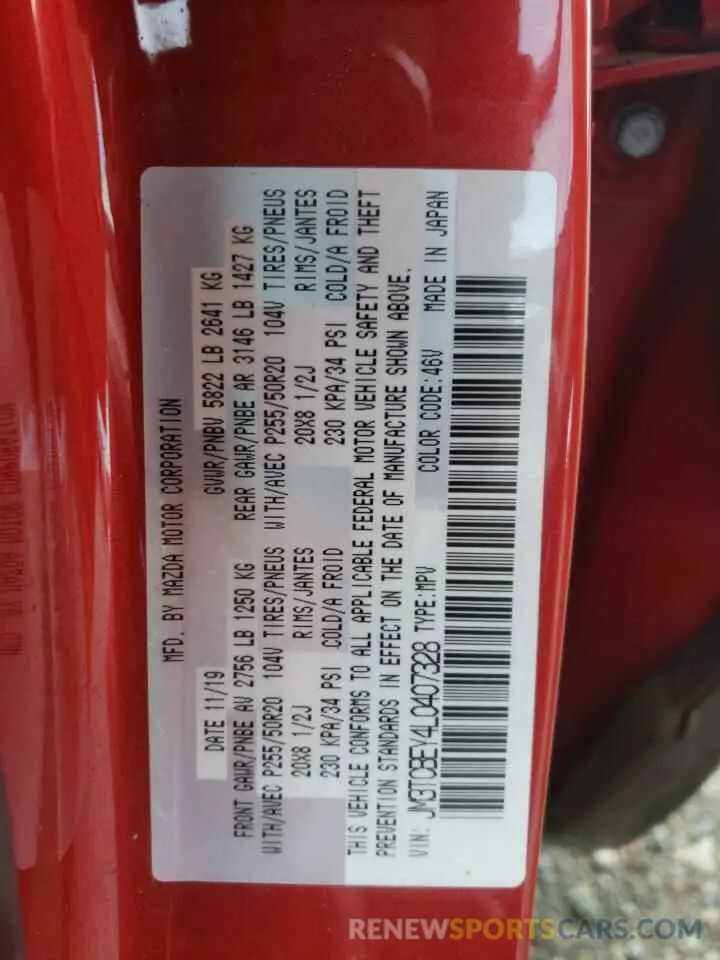 MFD. BY MAZDA MOTOR CORPORATION
DATE 11/19 GVWR/PNBV 5822 LB 2641 KG
FRONT GAWR/PNBE AV 2756 LB 1250 KG REAR GAWR/PNBE AR 3146 LB 1427 KG
WITH/AVEC P255/50R20 104V TIRES/PNEUS WITH/AVEC P255/50R20 104V TIRES/PNEUS
20X8 1/2J RIMS/JANTES 20X8 1/2J RIMS/JANTES
230 KPA/34 PSI COLD/A FROID 230 KPA/34 PSI COLD/A FROID
THIS VEHICLE CONFORMS TO ALL APPLICABLE FEDERAL MOTOR VEHICLE SAFETY AND THEFT
PREVENTION STANDARDS IN EFFECT ON THE DATE OF MANUFACTURE SHOWN ABOVE.
VIN: JM3TCBEY4L0407328 TYPE:MPV COLOR CODE:46V MADE IN JAPAN
RENEWSPORTSCARS.COM